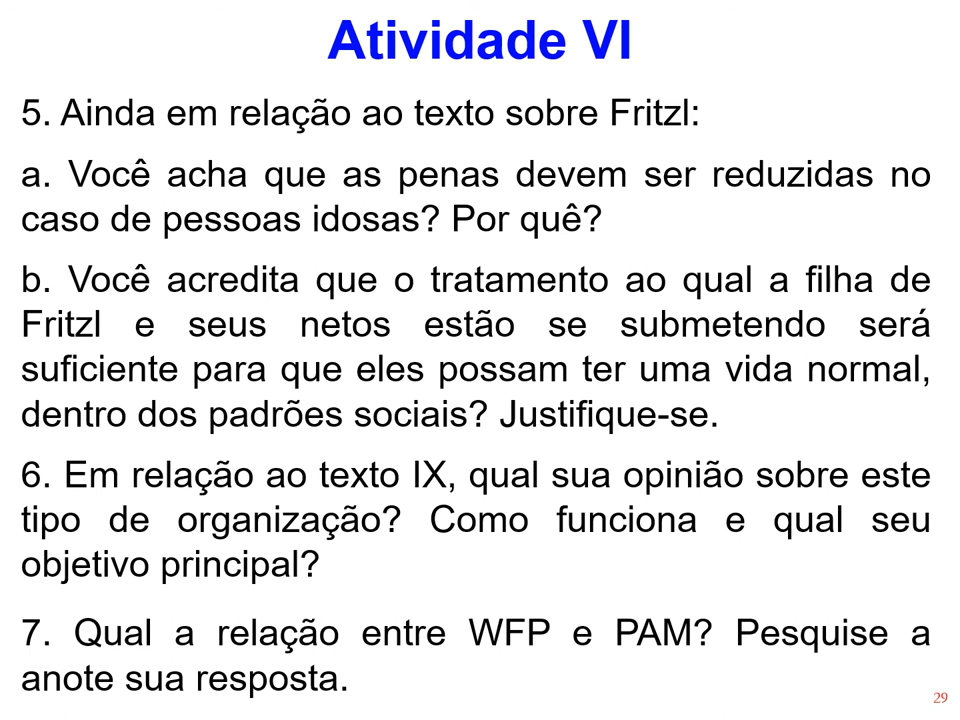 Atividade VI
5. Ainda em relação ao texto sobre Fritzl:
a. Você acha que as penas devem ser reduzidas no
caso de pessoas idosas? Por quê?
b. Você acredita que o tratamento ao qual a filha de
Fritzl e seus netos estão se submetendo será
suficiente para que eles possam ter uma vida normal,
dentro dos padrões sociais? Justifique-se.
6. Em relação ao texto IX, qual sua opinião sobre este
tipo de organização? Como funciona e qual seu
objetivo principal?
7. Qual a relação entre WFP e PAM? Pesquise a
anote sua resposta.
29